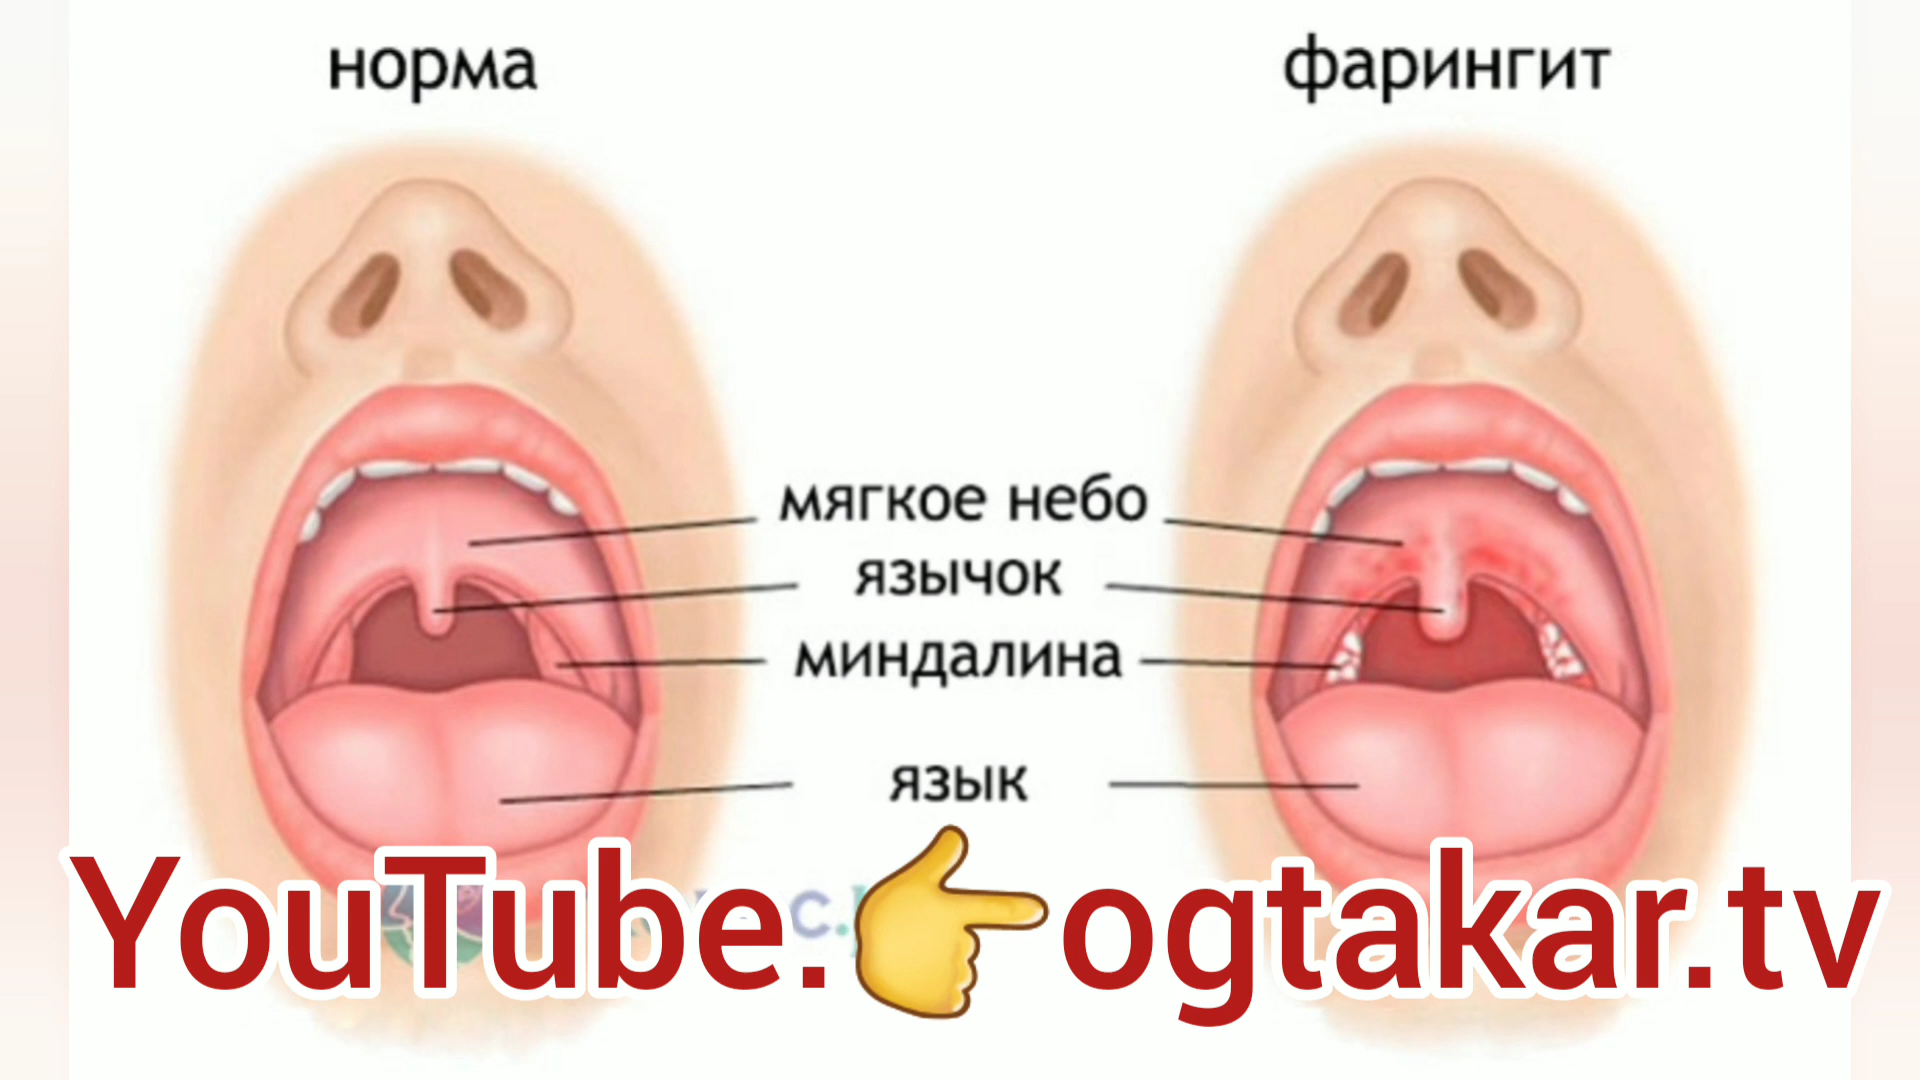 норма
фарингит
мягкое небо
язычок
миндалина
язык
YouTube.👉ogtakar.tv